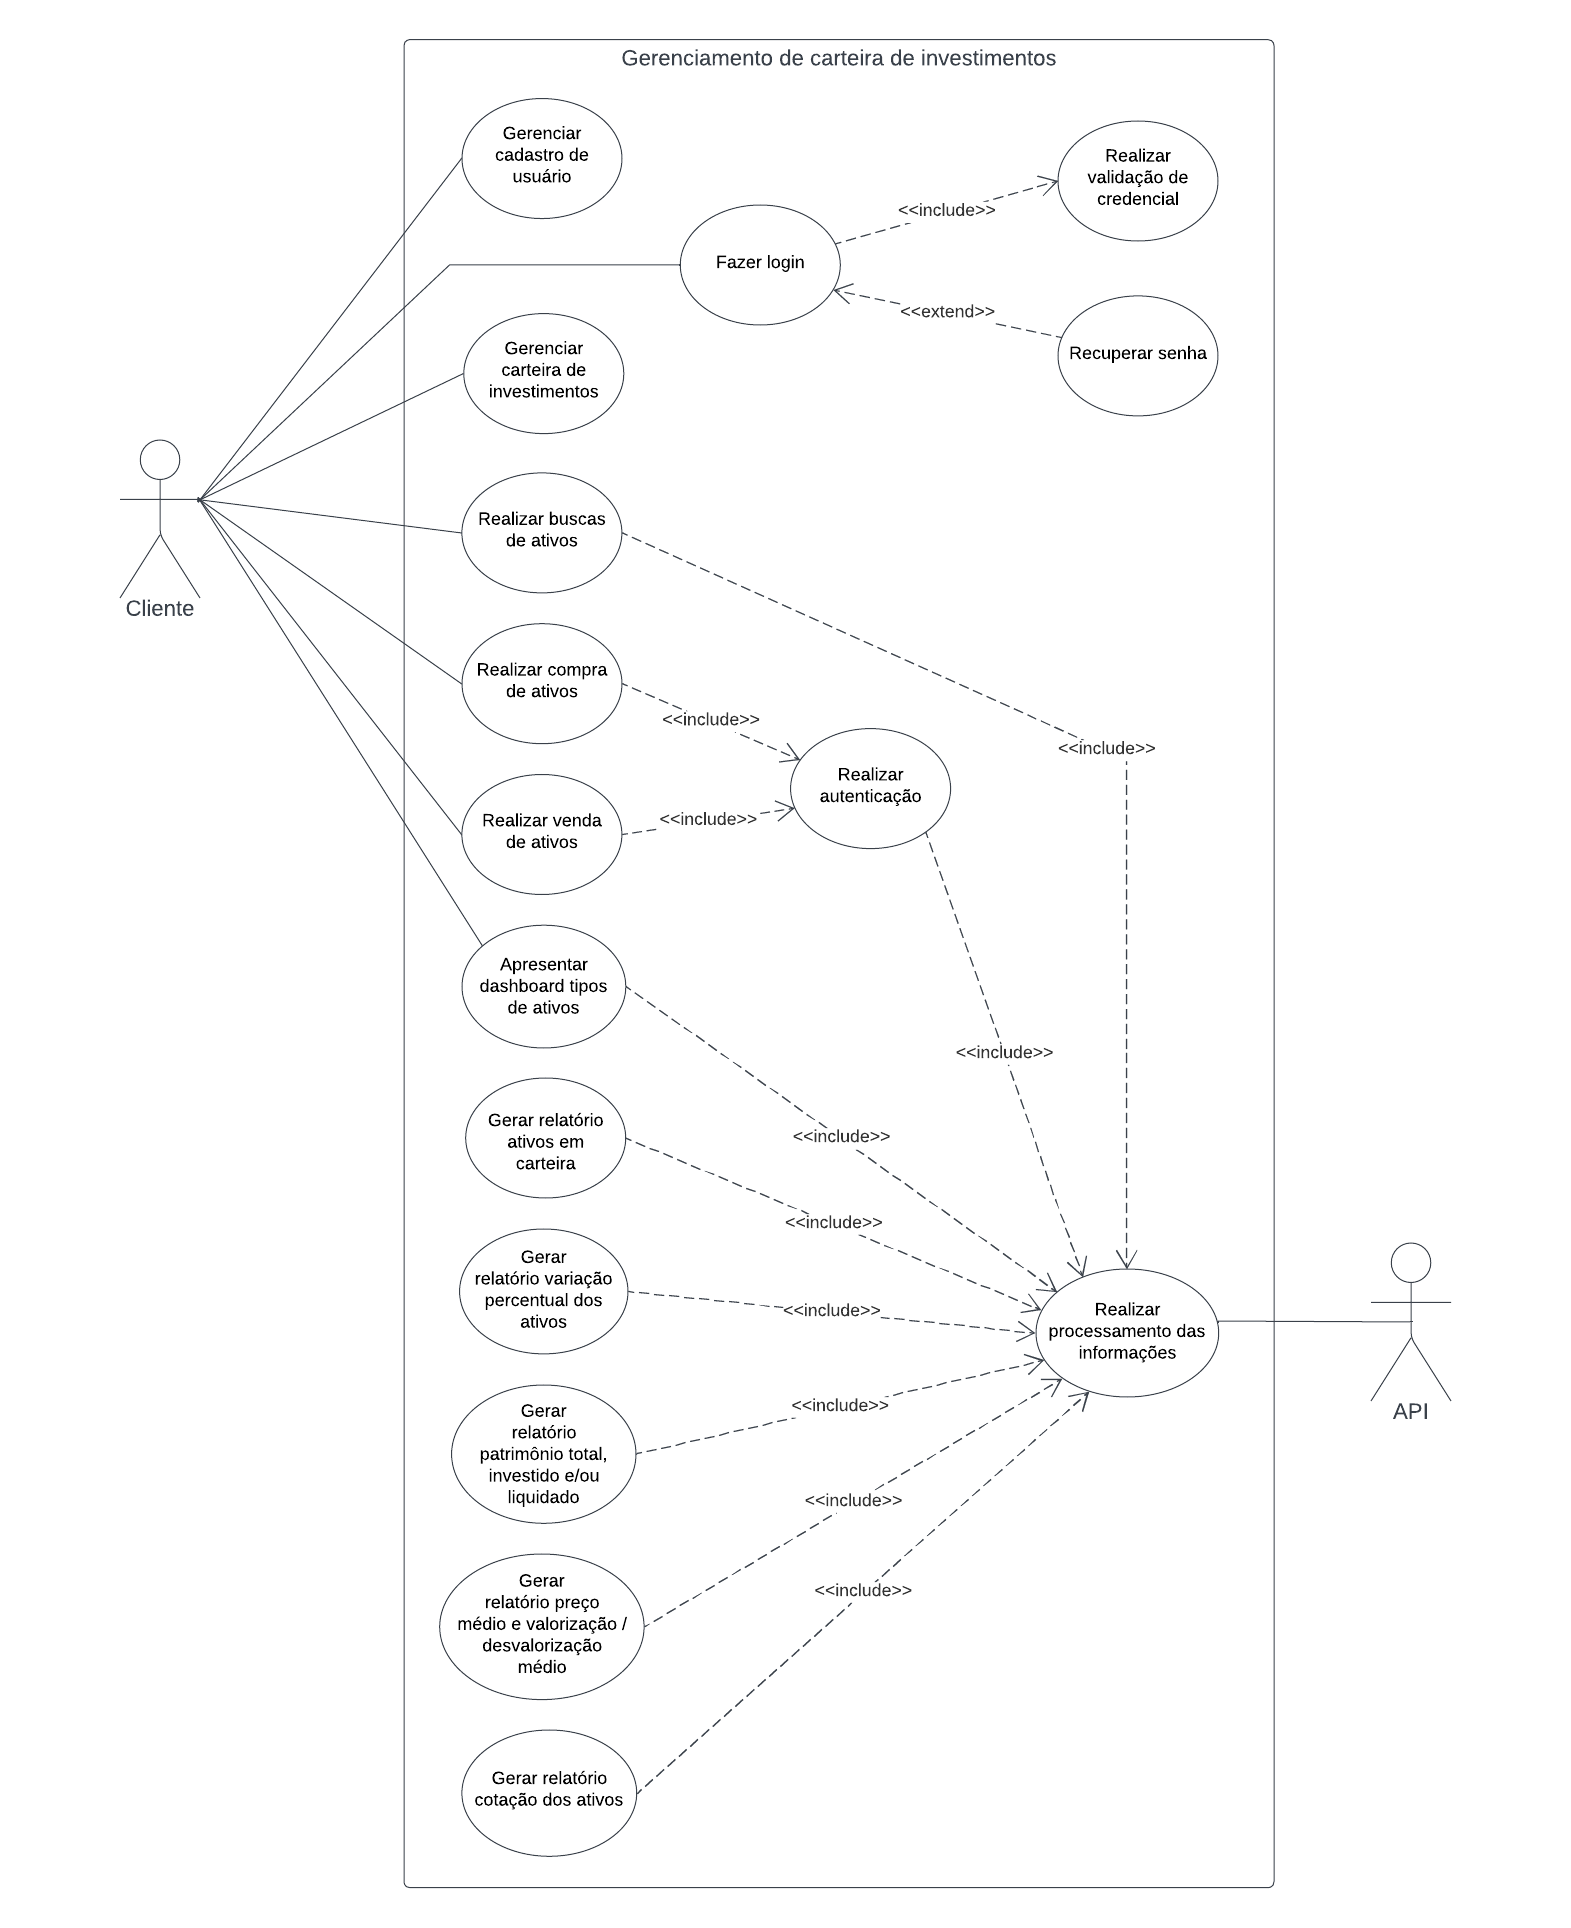 Gerenciamento de carteira de investimentos
Gerenciar
cadastro de
usuário
Realizar
validação de
credencial
<<include>>
Fazer login
<<extend>>
Recuperar senha
Gerenciar
carteira de
investimentos
Cliente
Realizar buscas
de ativos
<<include>>
Realizar compra
de ativos
<<include>>
Realizar
autenticação
Realizar venda
de ativos
<<include>>
Apresentar
dashboard tipos
de ativos
<<include>>
<<include>>
Gerar relatório
ativos em
carteira
<<include>>
Gerar
relatório variação
percentual dos
ativos
<<include>>
Realizar
processamento das
informações
API
Gerar
relatório
patrimônio total,
investido e/ou
liquidado
<<include>>
Gerar
relatório preço
médio e valorização /
desvalorização
médio
<<include>>
Gerar relatório
cotação dos ativos
<<include>>